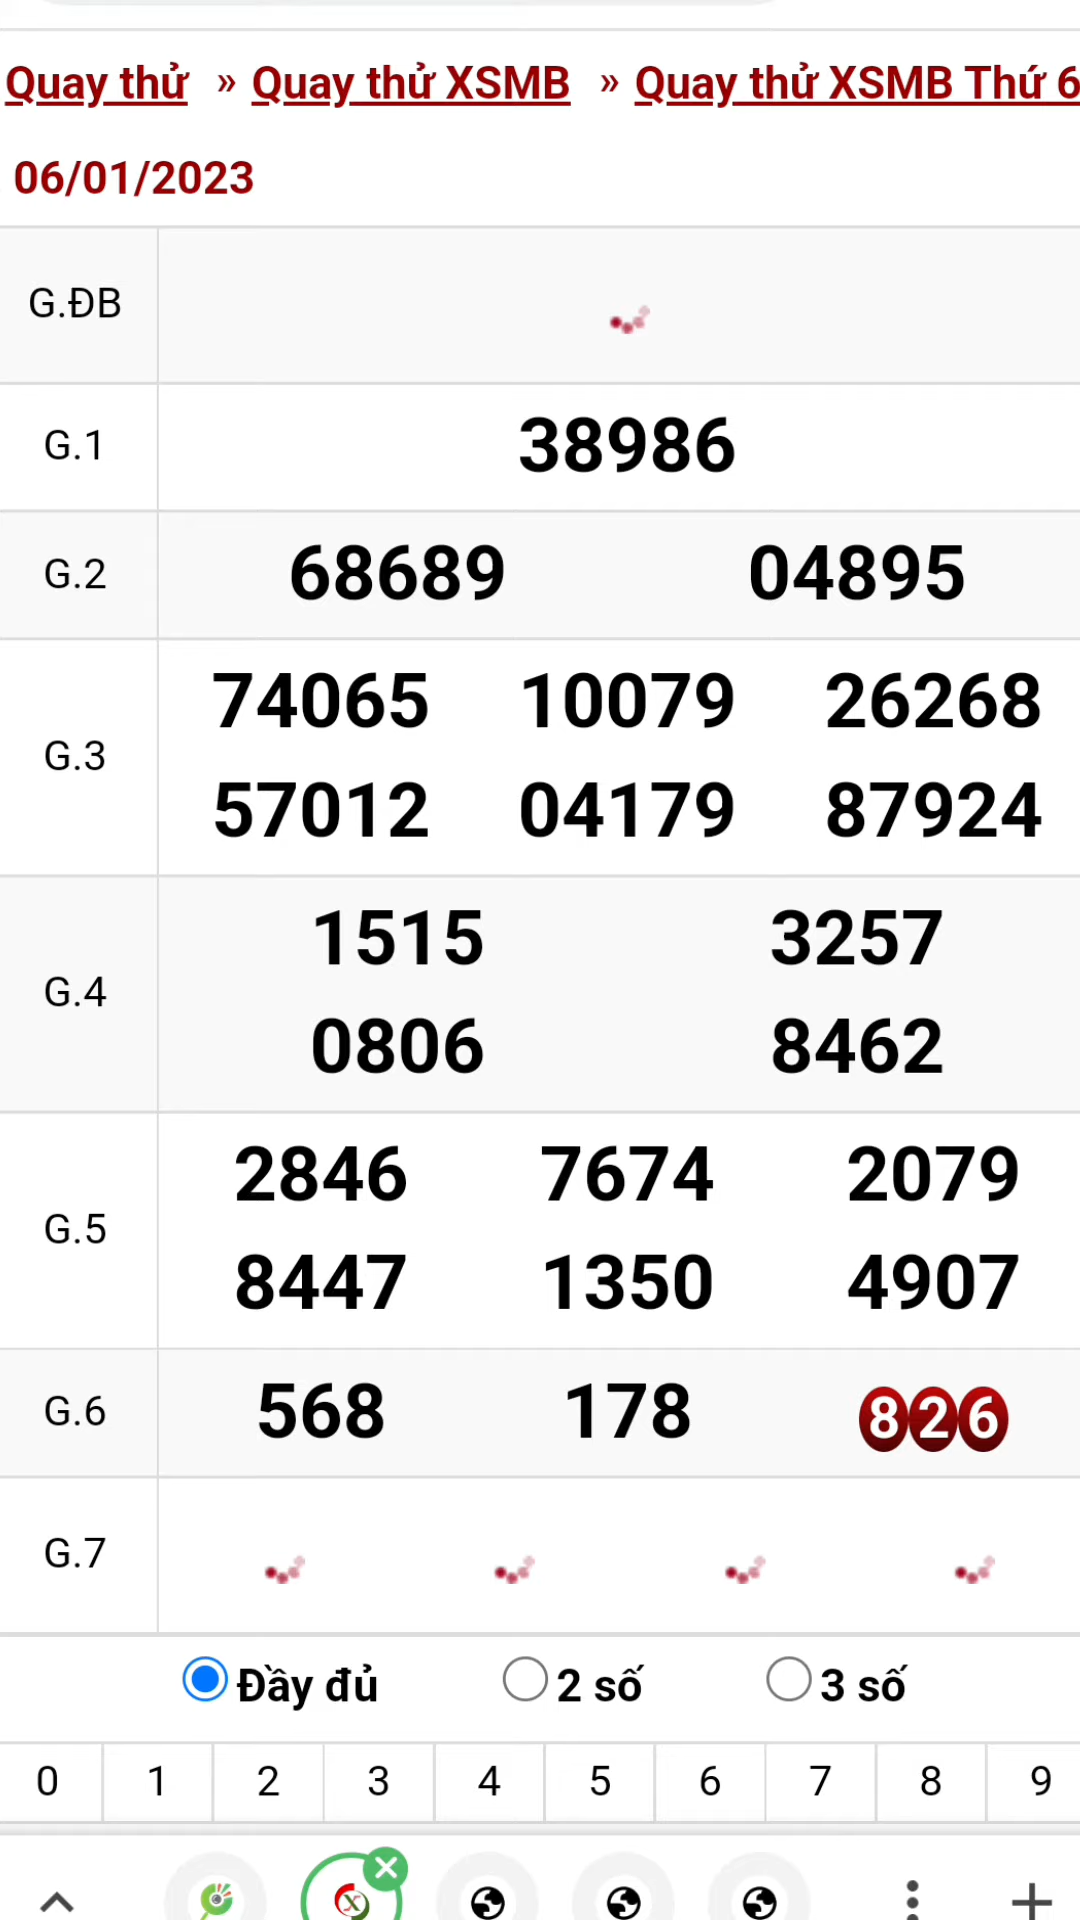 Quay thử » Quay thử XSMB » Quay thử XSMB Thứ 6
06/01/2023
G.ĐB
G.1 38986
G.2 68689 04895
G.3 74065 10079 26268
57012 04179 87924
G.4 1515 3257
0806 8462
G.5 2846 7674 2079
8447 1350 4907
G.6 568 178 826
G.7
Đầy đủ 2 số 3 số
0 1 2 3 4 5 6 7 8 9